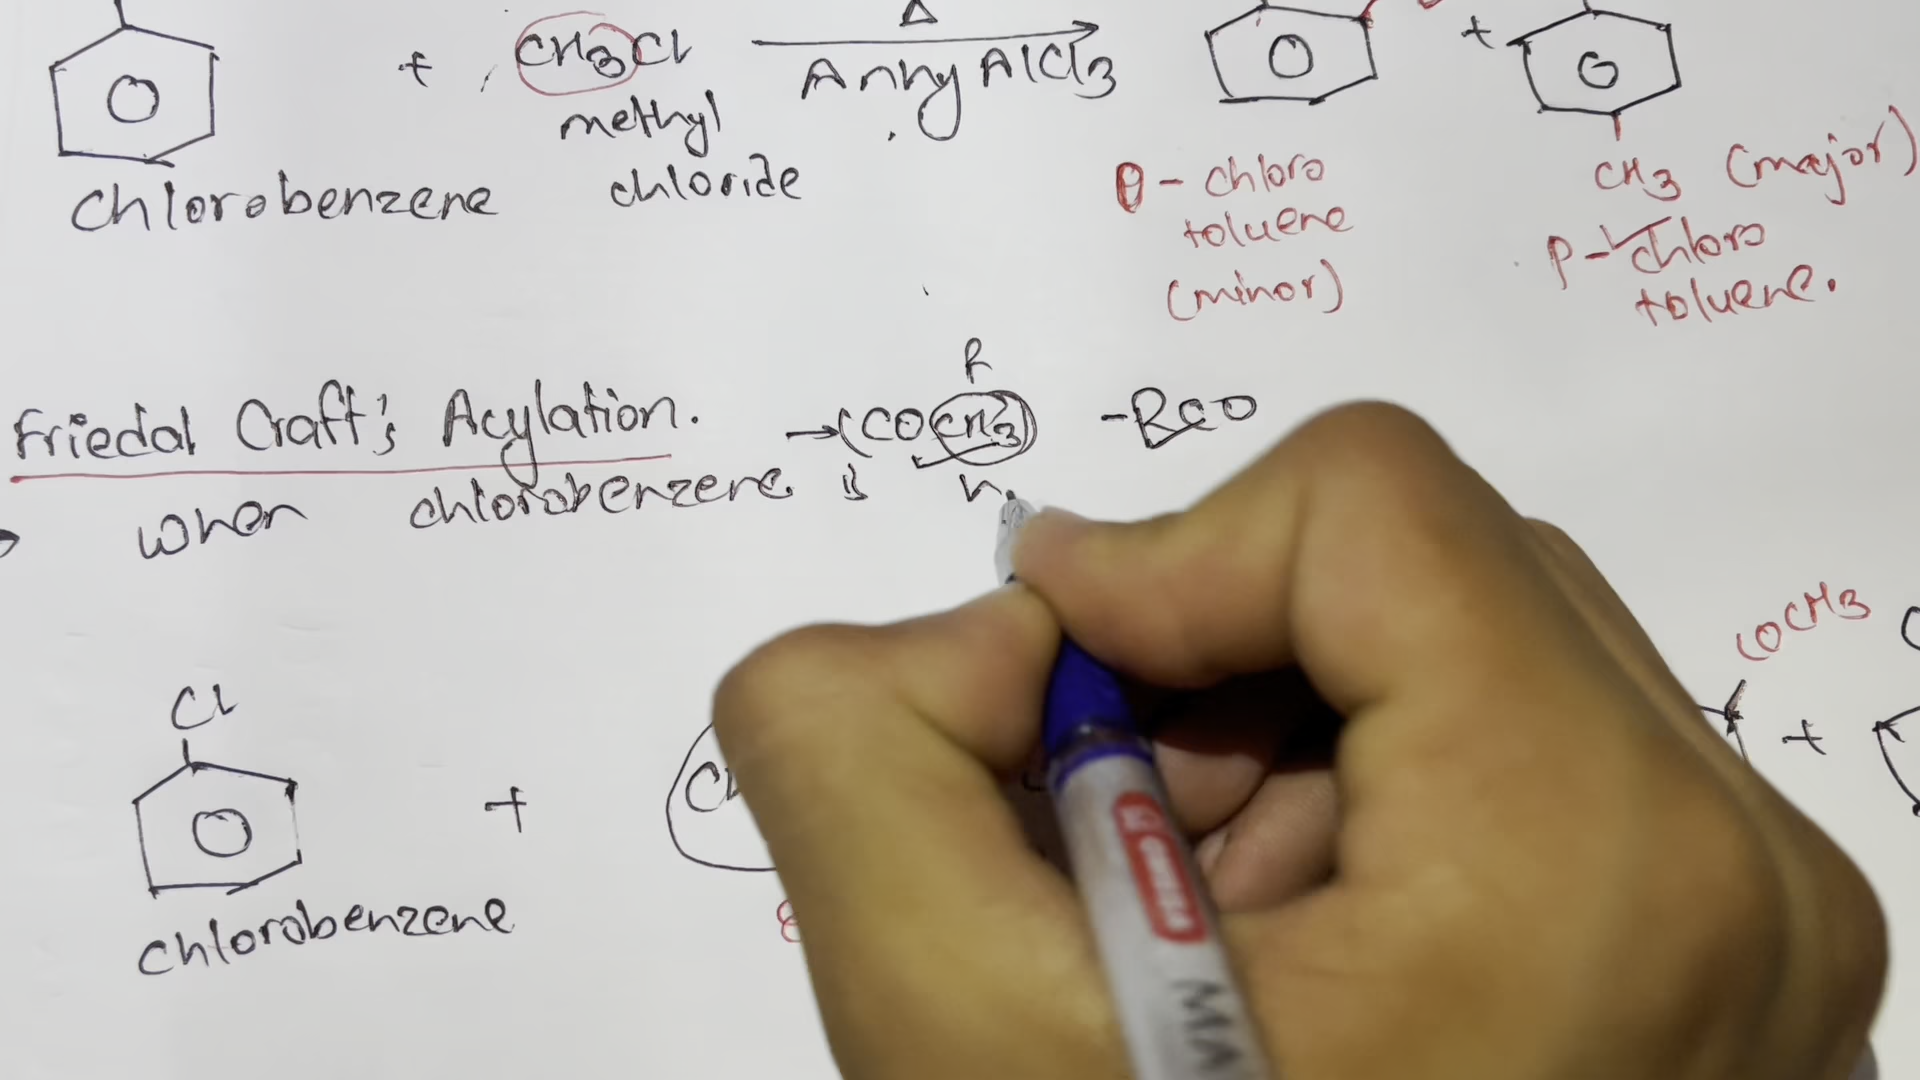 + CH3Cl Δ Anhy AlCl3 +
methyl
chloride
chlorobenzene
O- chloro
toluene
(minor)
CH3 (major)
P- chloro
toluene.
R
Friedal Craft's Acylation. →(COCH3) -RCO
when chlorobenzene is
COCH3
Cl
+ +
chlorobenzene